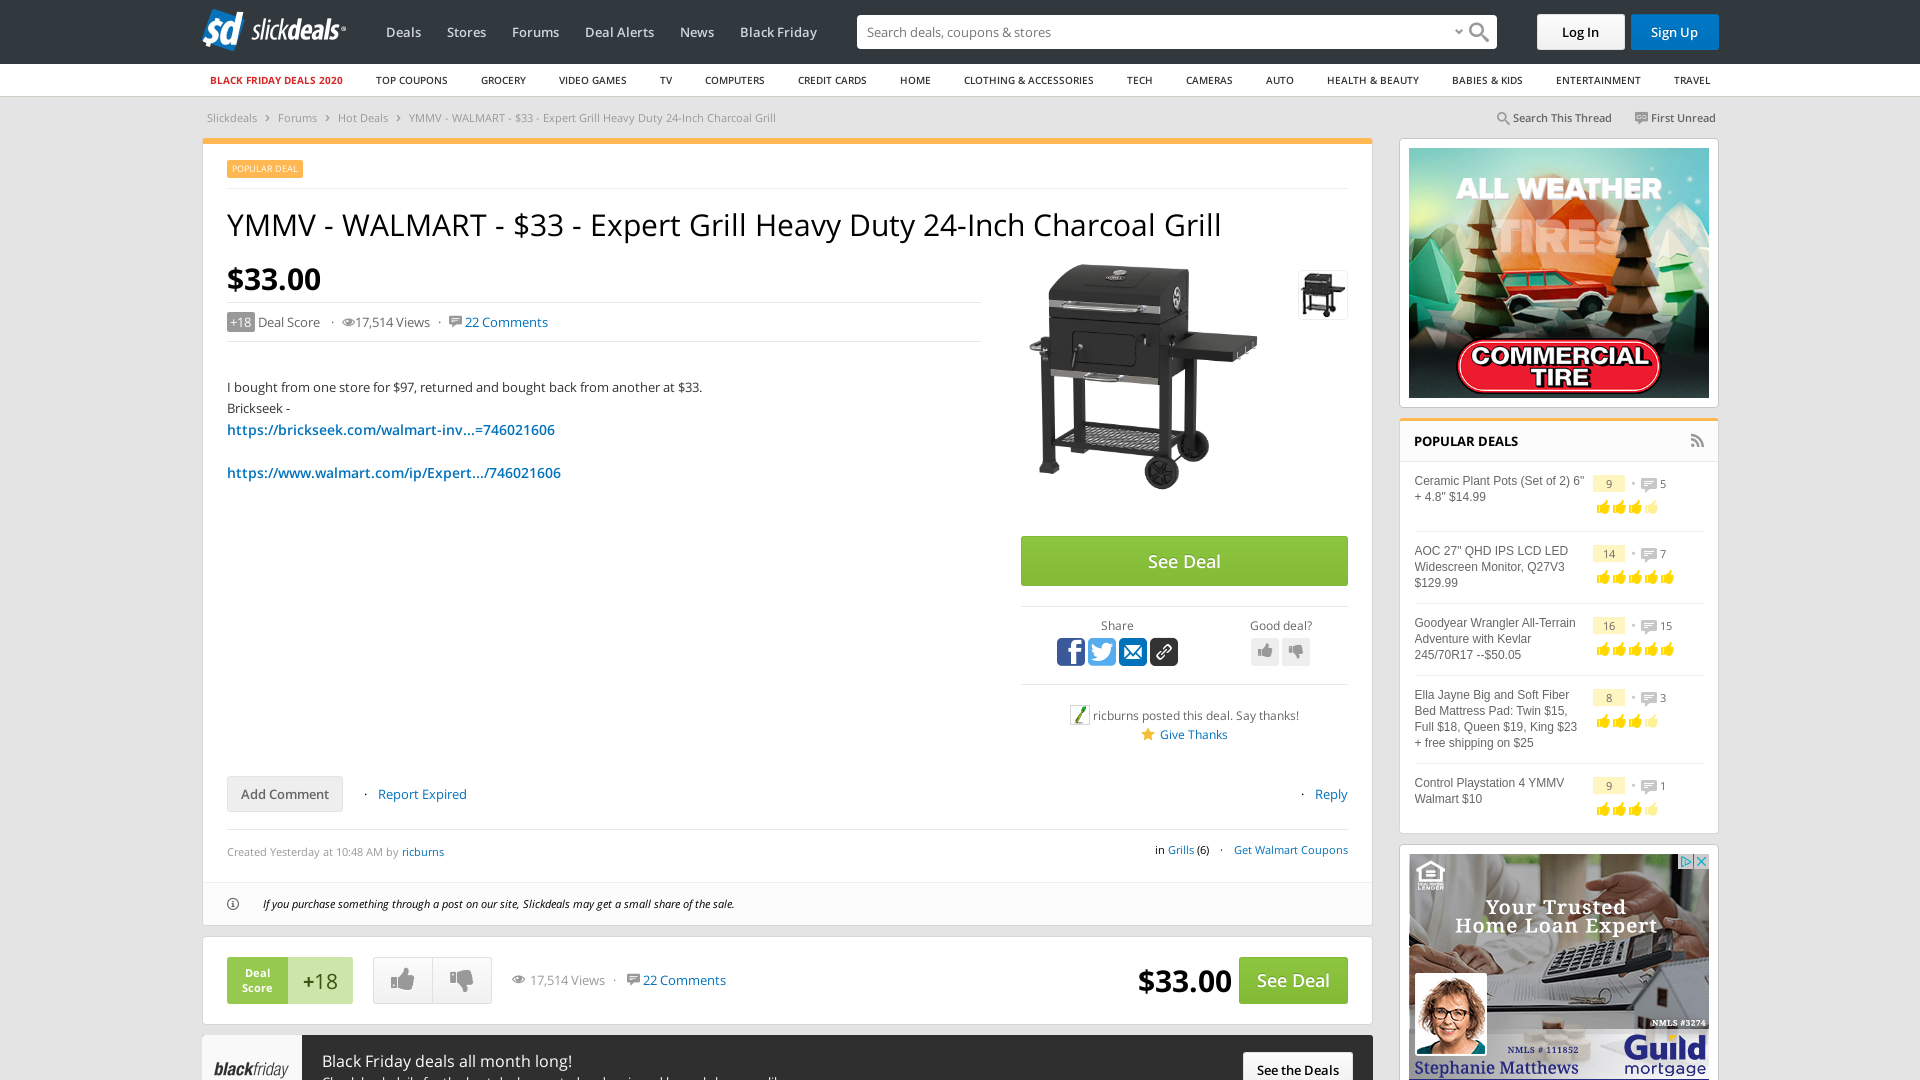 slickdeals
Deals
Stores
Forums
Deal Alerts
News
Black Friday
Search deals, coupons & stores
Log In
Sign Up
BLACK FRIDAY DEALS 2020
TOP COUPONS
GROCERY
VIDEO GAMES
TV
COMPUTERS
CREDIT CARDS
HOME
CLOTHING & ACCESSORIES
TECH
CAMERAS
AUTO
HEALTH & BEAUTY
BABIES & KIDS
ENTERTAINMENT
TRAVEL
Slickdeals › Forums › Hot Deals › YMMV - WALMART - $33 - Expert Grill Heavy Duty 24-Inch Charcoal Grill
Search This Thread
First Unread
POPULAR DEAL
YMMV - WALMART - $33 - Expert Grill Heavy Duty 24-Inch Charcoal Grill
$33.00
+18 Deal Score · 17,514 Views · 22 Comments
I bought from one store for $97, returned and bought back from another at $33.
Brickseek -
https://brickseek.com/walmart-inv...=746021606
https://www.walmart.com/ip/Expert.../746021606
See Deal
Share
Good deal?
ricburns posted this deal. Say thanks!
Give Thanks
Add Comment
· Report Expired
· Reply
Created Yesterday at 10:48 AM by ricburns
in Grills (6) · Get Walmart Coupons
If you purchase something through a post on our site, Slickdeals may get a small share of the sale.
Deal
Score
+18
17,514 Views · 22 Comments
$33.00
See Deal
blackfriday
Black Friday deals all month long!
See the Deals
ALL WEATHER
TIRES
COMMERCIAL
TIRE
POPULAR DEALS
Ceramic Plant Pots (Set of 2) 6"
+ 4.8" $14.99
9 • 5
AOC 27" QHD IPS LCD LED
Widescreen Monitor, Q27V3
$129.99
14 • 7
Goodyear Wrangler All-Terrain
Adventure with Kevlar
245/70R17 --$50.05
16 • 15
Ella Jayne Big and Soft Fiber
Bed Mattress Pad: Twin $15,
Full $18, Queen $19, King $23
+ free shipping on $25
8 • 3
Control Playstation 4 YMMV
Walmart $10
9 • 1
Your Trusted
Home Loan Expert
NMLS #3274
NMLS # 111852
Stephanie Matthews
Guild
mortgage